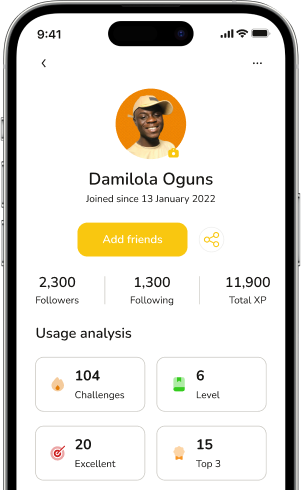 9:41
Damilola Oguns
Joined since 13 January 2022
Add friends
2,300 1,300 11,900
Followers Following Total XP
Usage analysis
104 6
Challenges Level
20 15
Excellent Top 3